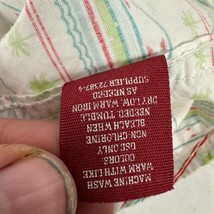 MACHINE WASH
WARM WITH LIKE
COLORS.
USE ONLY
NON-CHLORINE
BLEACH WHEN
NEEDED. TUMBLE
DRY LOW, WARM IRON
AS NEEDED
SUPPLIER 72387-4